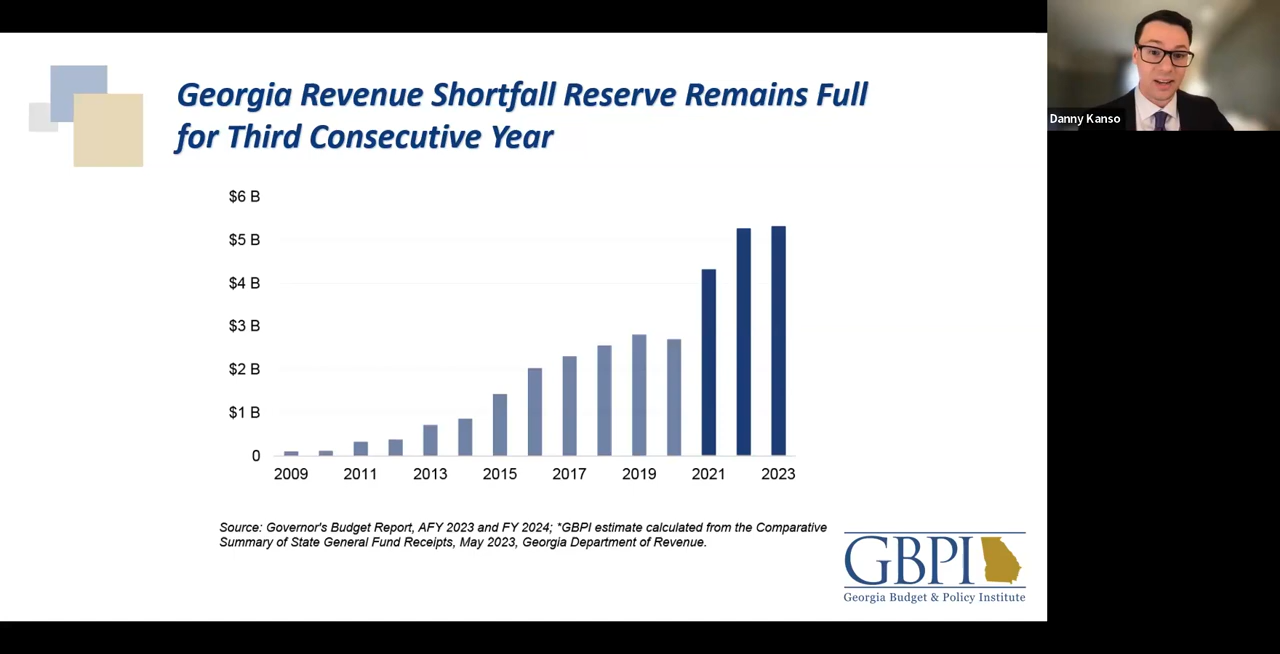 Georgia Revenue Shortfall Reserve Remains Full
for Third Consecutive Year
Danny Kanso
$6 B
$5 B
$4 B
$3 B
$2 B
$1 B
0
2009 2011 2013 2015 2017 2019 2021 2023
Source: Governor's Budget Report, AFY 2023 and FY 2024; *GBPI estimate calculated from the Comparative
Summary of State General Fund Receipts, May 2023, Georgia Department of Revenue.
GBPI
Georgia Budget & Policy Institute